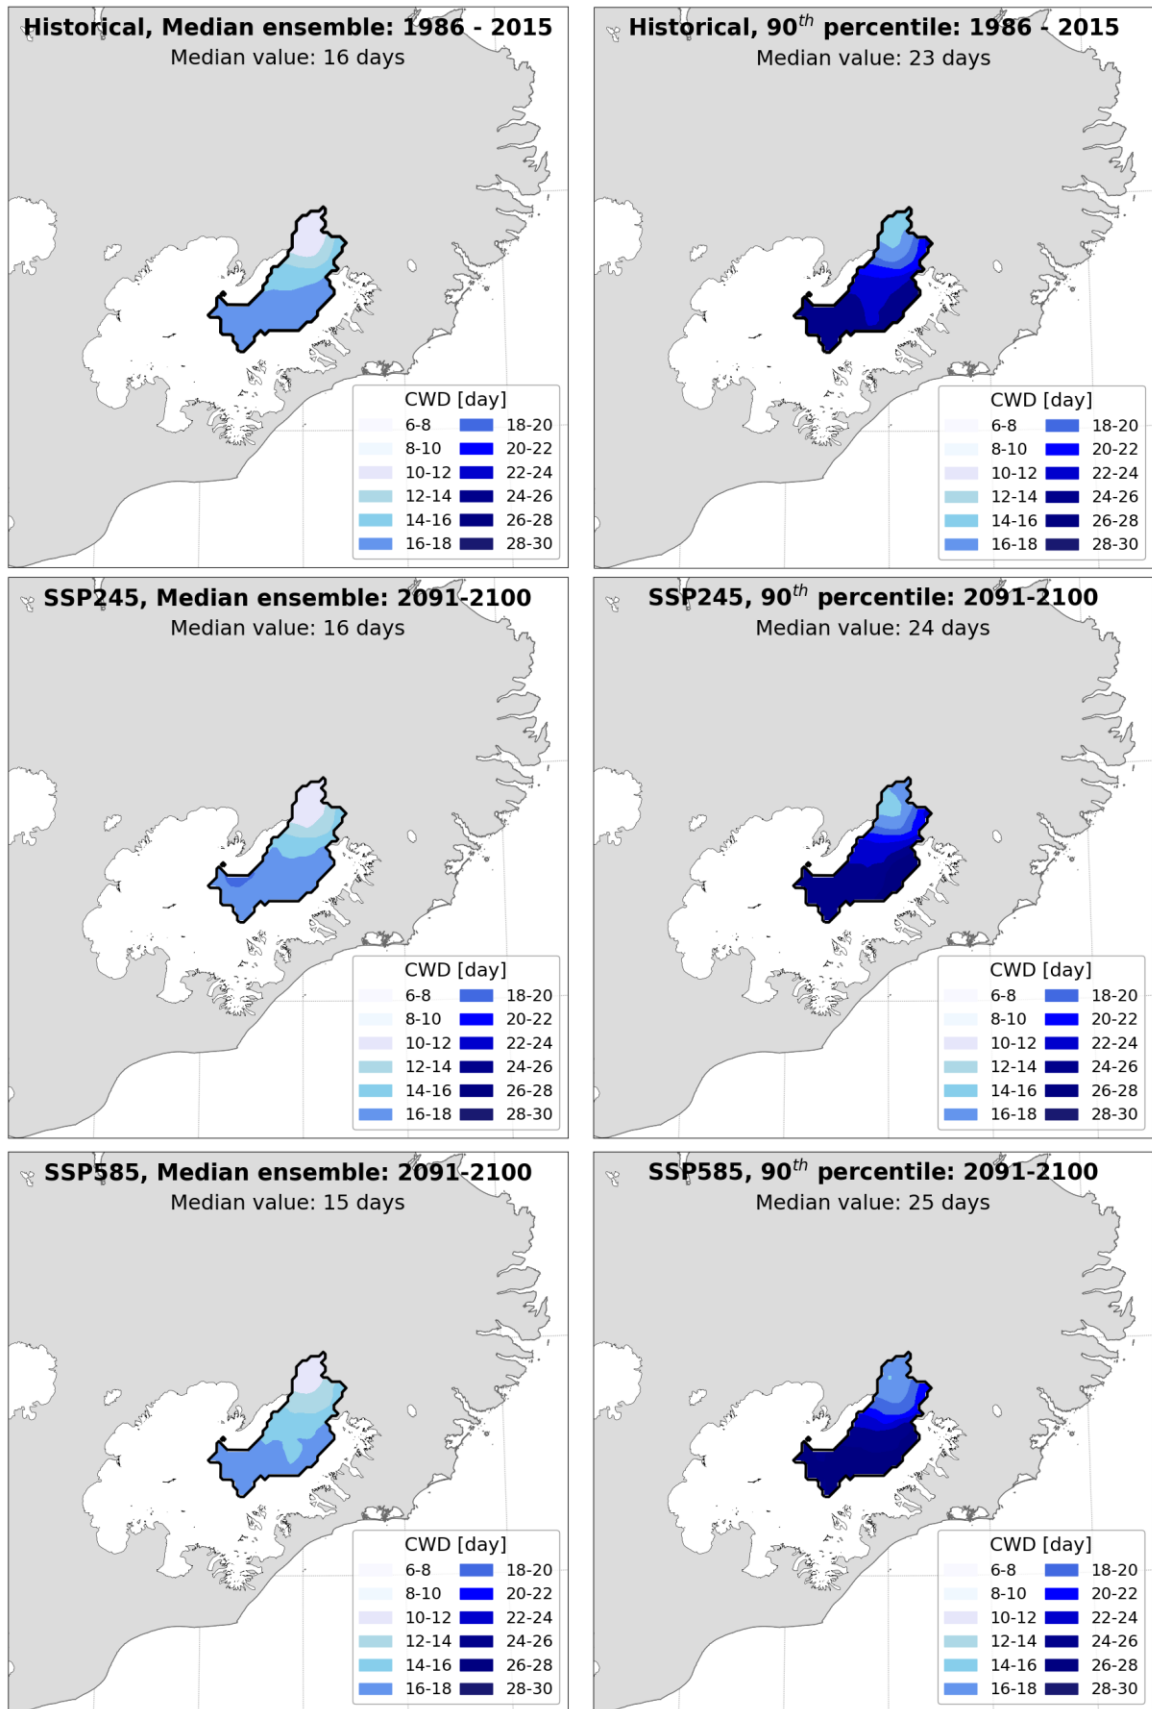 Historical, Median ensemble: 1986 - 2015
Median value: 16 days
CWD [day]
6-8 18-20
8-10 20-22
10-12 22-24
12-14 24-26
14-16 26-28
16-18 28-30
Historical, 90th percentile: 1986 - 2015
Median value: 23 days
CWD [day]
6-8 18-20
8-10 20-22
10-12 22-24
12-14 24-26
14-16 26-28
16-18 28-30
SSP245, Median ensemble: 2091-2100
Median value: 16 days
CWD [day]
6-8 18-20
8-10 20-22
10-12 22-24
12-14 24-26
14-16 26-28
16-18 28-30
SSP245, 90th percentile: 2091-2100
Median value: 24 days
CWD [day]
6-8 18-20
8-10 20-22
10-12 22-24
12-14 24-26
14-16 26-28
16-18 28-30
SSP585, Median ensemble: 2091-2100
Median value: 15 days
CWD [day]
6-8 18-20
8-10 20-22
10-12 22-24
12-14 24-26
14-16 26-28
16-18 28-30
SSP585, 90th percentile: 2091-2100
Median value: 25 days
CWD [day]
6-8 18-20
8-10 20-22
10-12 22-24
12-14 24-26
14-16 26-28
16-18 28-30